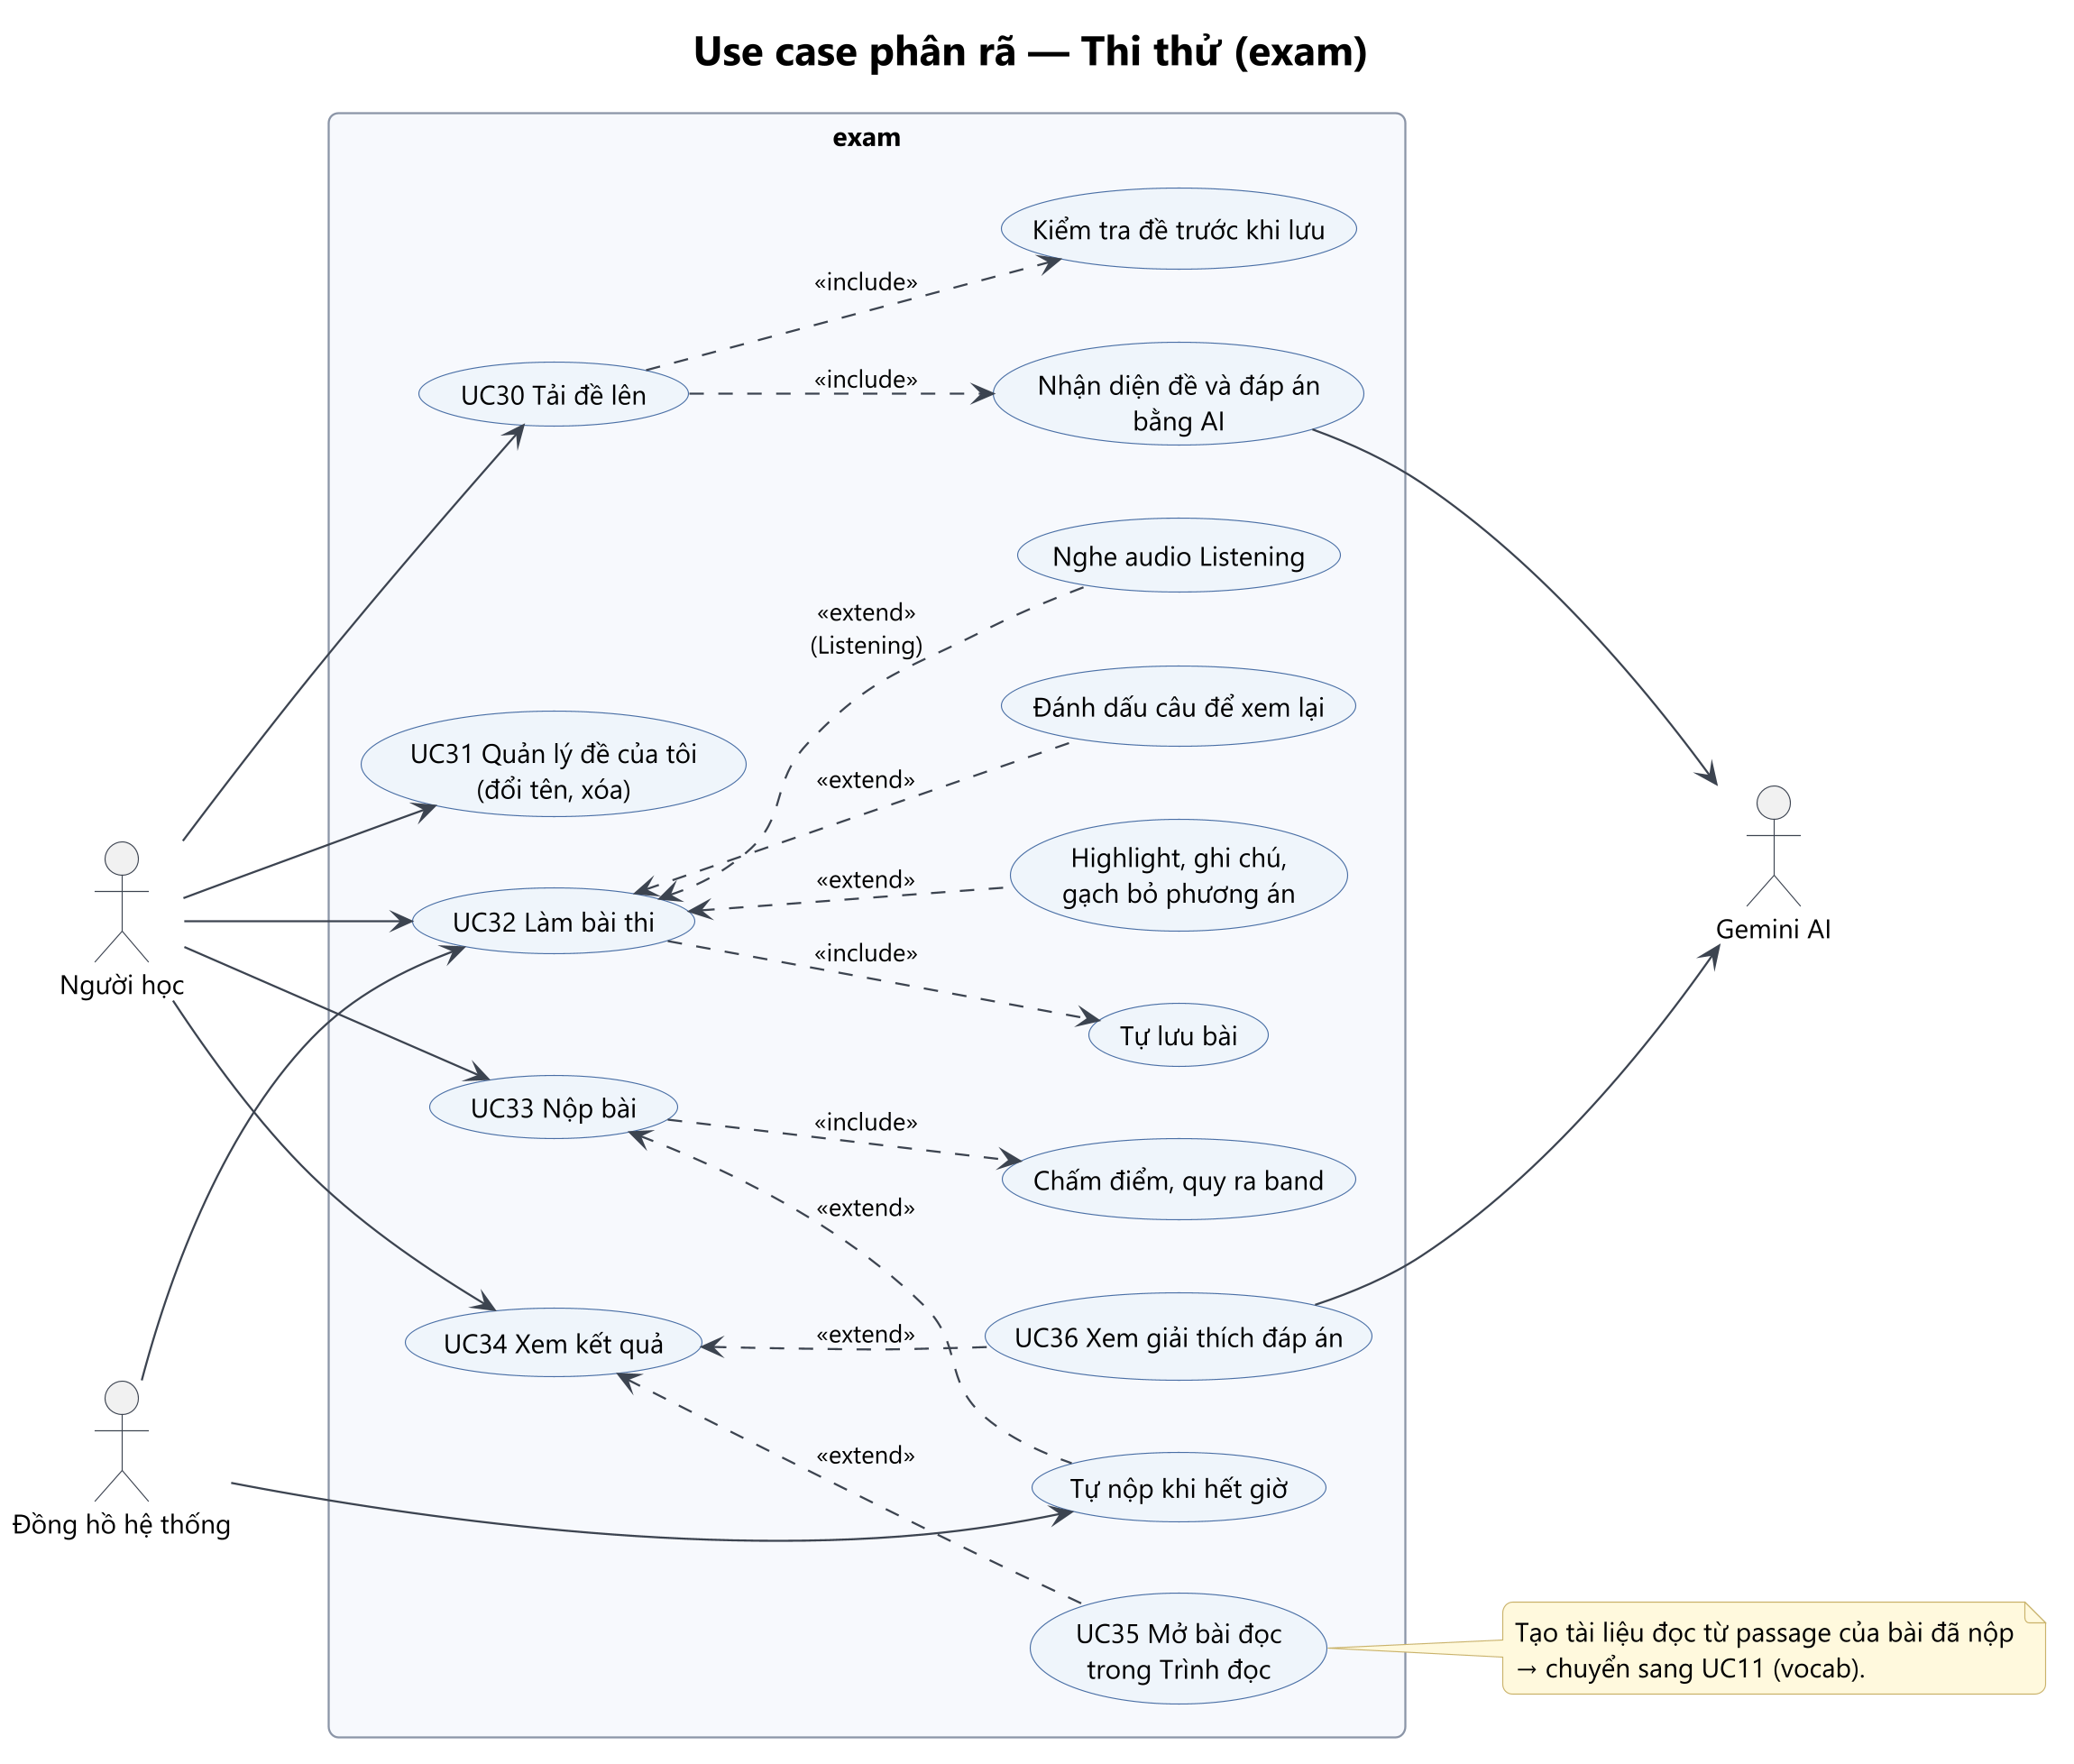 Use case phân rã — Thi thử (exam)
exam
Kiểm tra đề trước khi lưu
«include»
UC30 Tải đề lên
«include»
Nhận diện đề và đáp án
bằng AI
Nghe audio Listening
«extend»
(Listening)
Đánh dấu câu để xem lại
UC31 Quản lý đề của tôi
(đổi tên, xóa)
«extend»
Highlight, ghi chú,
gạch bỏ phương án
«extend»
UC32 Làm bài thi
Gemini AI
«include»
Người học
Tự lưu bài
UC33 Nộp bài
«include»
Chấm điểm, quy ra band
«extend»
UC34 Xem kết quả
«extend»
UC36 Xem giải thích đáp án
«extend»
Tự nộp khi hết giờ
Đồng hồ hệ thống
UC35 Mở bài đọc
trong Trình đọc
Tạo tài liệu đọc từ passage của bài đã nộp
→ chuyển sang UC11 (vocab).